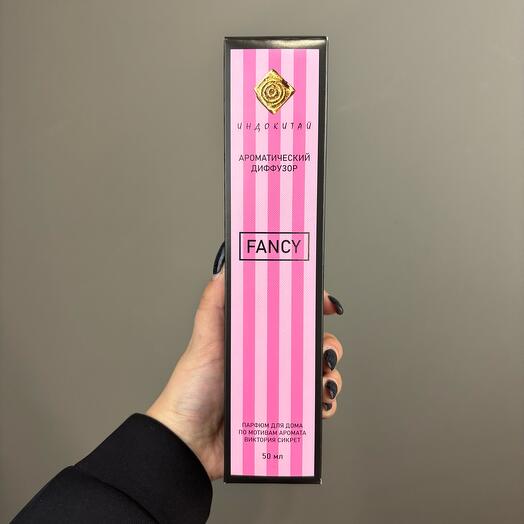 ИНДОКИТАЙ
АРОМАТИЧЕСКИЙ
ДИФФУЗОР
FANCY
ПАРФЮМ ДЛЯ ДОМА
ПО МОТИВАМ АРОМАТА
ВИКТОРИЯ СИКРЕТ
50 мл